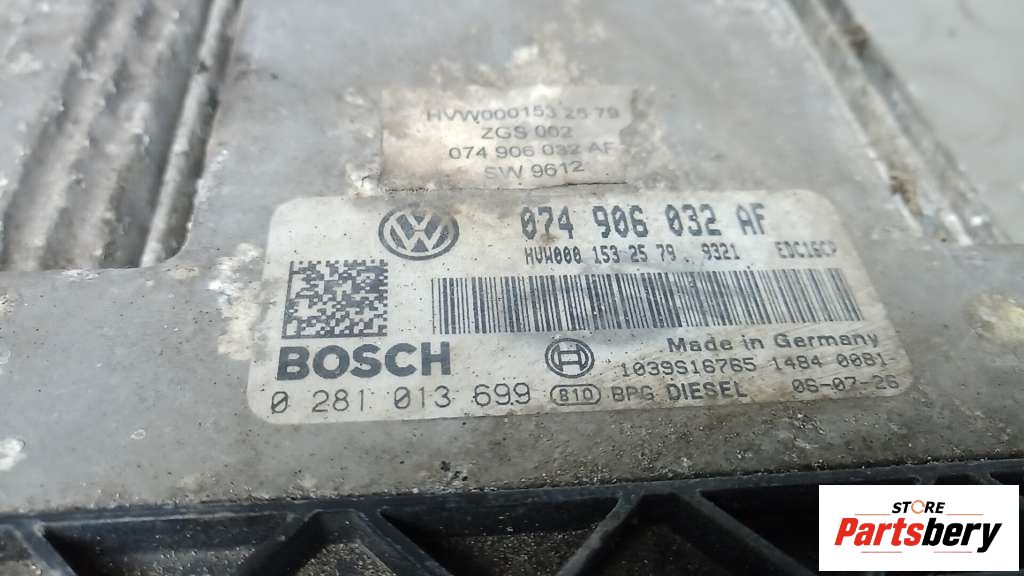 HVW000153 25 79
ZGS 002
074 906 032 AF
SW 9612
074 906 032 AF
HVW000 153 25 79 . 9321 EDC16CP
BOSCH
Made in Germany
1039S16765 1484 0081-
0 281 013 699 B10 BPG DIESEL 06-07-26
STORE
Partsbery